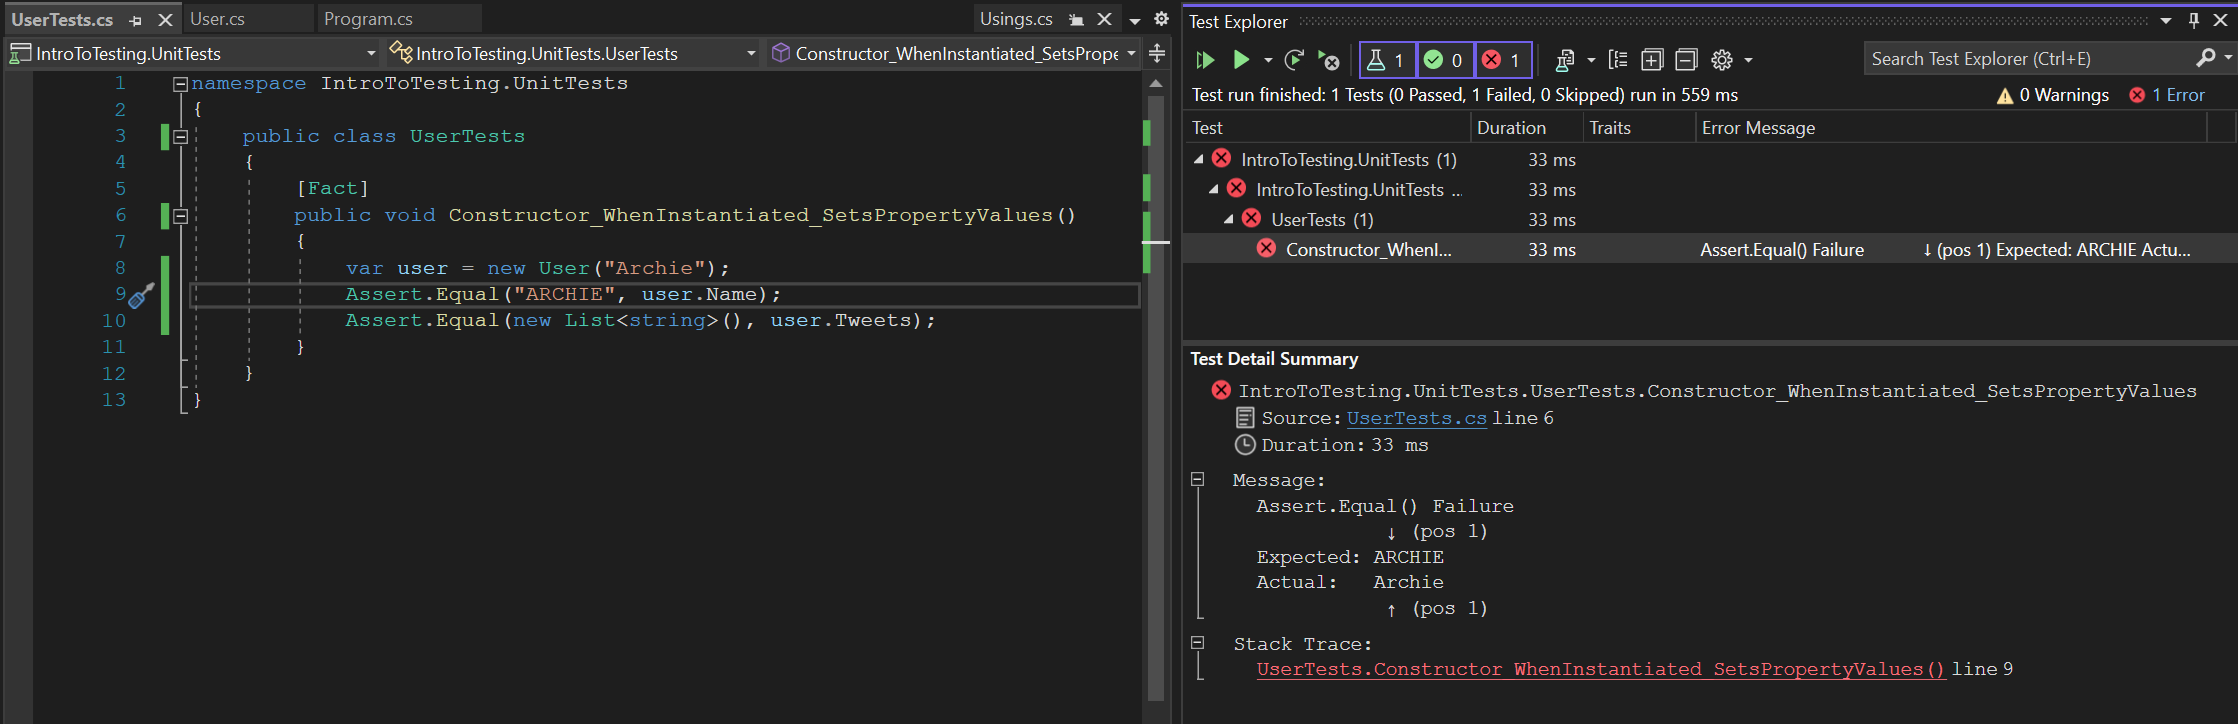 UserTests.cs
User.cs
Program.cs
Usings.cs
IntroToTesting.UnitTests
IntroToTesting.UnitTests.UserTests
Constructor_WhenInstantiated_SetsPrope
1 namespace IntroToTesting.UnitTests
2 {
3 public class UserTests
4 {
5 [Fact]
6 public void Constructor_WhenInstantiated_SetsPropertyValues()
7 {
8 var user = new User("Archie");
9 Assert.Equal("ARCHIE", user.Name);
10 Assert.Equal(new List<string>(), user.Tweets);
11 }
12 }
13 }
Test Explorer
1 0 1
Search Test Explorer (Ctrl+E)
Test run finished: 1 Tests (0 Passed, 1 Failed, 0 Skipped) run in 559 ms
0 Warnings
1 Error
Test Duration Traits Error Message
IntroToTesting.UnitTests (1) 33 ms
IntroToTesting.UnitTests ... 33 ms
UserTests (1) 33 ms
Constructor_WhenI... 33 ms Assert.Equal() Failure ↓ (pos 1) Expected: ARCHIE Actu...
Test Detail Summary
IntroToTesting.UnitTests.UserTests.Constructor_WhenInstantiated_SetsPropertyValues
Source: UserTests.cs line 6
Duration: 33 ms
Message:
Assert.Equal() Failure
↓ (pos 1)
Expected: ARCHIE
Actual: Archie
↑ (pos 1)
Stack Trace:
UserTests.Constructor_WhenInstantiated_SetsPropertyValues() line 9